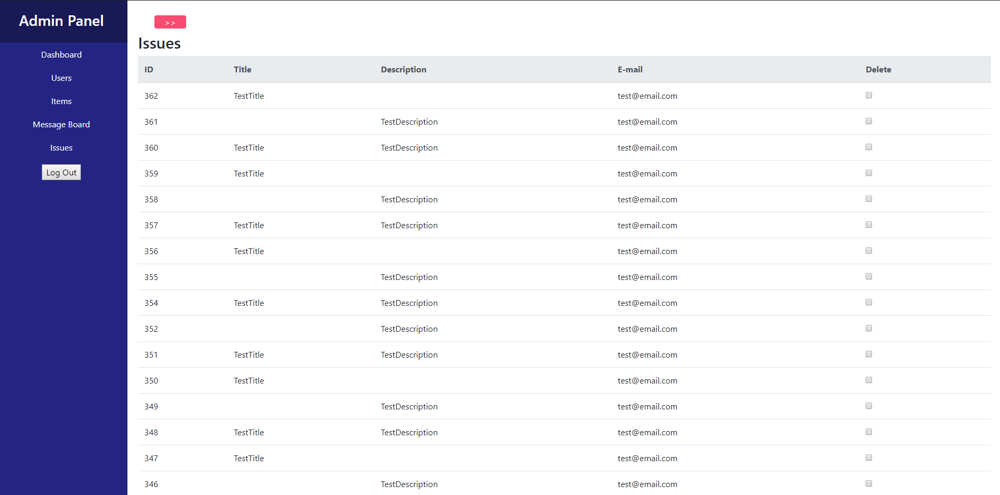 Admin Panel
Dashboard
Users
Items
Message Board
Issues
Log Out
>>
Issues
ID Title Description E-mail Delete
362 TestTitle test@email.com
361 TestDescription test@email.com
360 TestTitle TestDescription test@email.com
359 TestTitle test@email.com
358 TestDescription test@email.com
357 TestTitle TestDescription test@email.com
356 TestTitle test@email.com
355 TestDescription test@email.com
354 TestTitle TestDescription test@email.com
352 TestDescription test@email.com
351 TestTitle TestDescription test@email.com
350 TestTitle test@email.com
349 TestDescription test@email.com
348 TestTitle TestDescription test@email.com
347 TestTitle test@email.com
346 TestDescription test@email.com